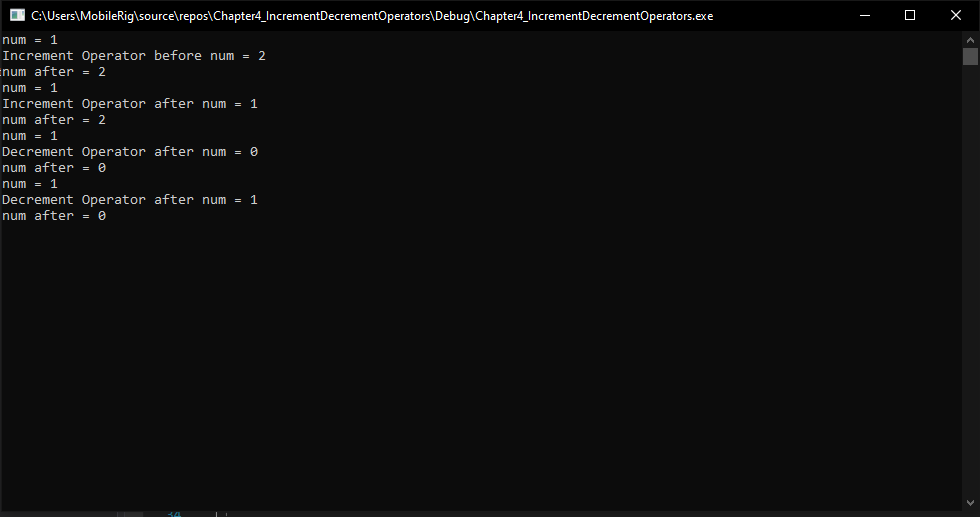 C:\Users\MobileRig\source\repos\Chapter4_IncrementDecrementOperators\Debug\Chapter4_IncrementDecrementOperators.exe
num = 1
Increment Operator before num = 2
num after = 2
num = 1
Increment Operator after num = 1
num after = 2
num = 1
Decrement Operator after num = 0
num after = 0
num = 1
Decrement Operator after num = 1
num after = 0
34